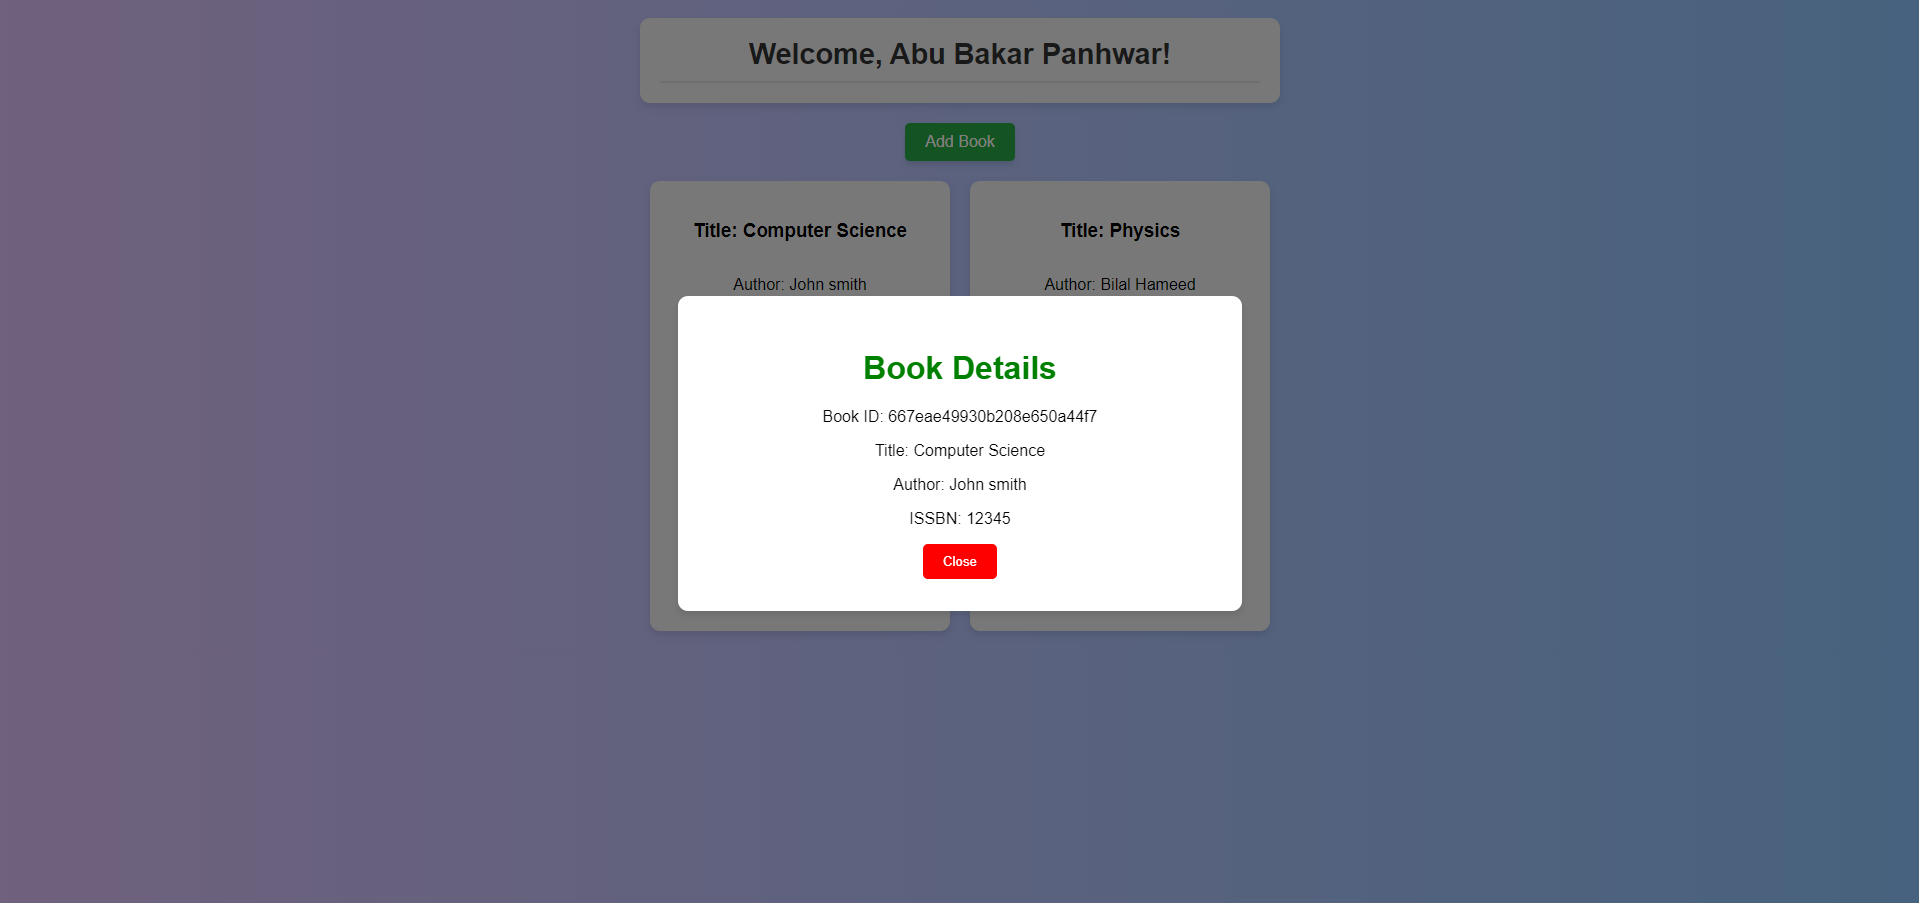 Welcome, Abu Bakar Panhwar!
Add Book
Title: Computer Science
Author: John smith
Title: Physics
Author: Bilal Hameed
Book Details
Book ID: 667eae49930b208e650a44f7
Title: Computer Science
Author: John smith
ISSBN: 12345
Close